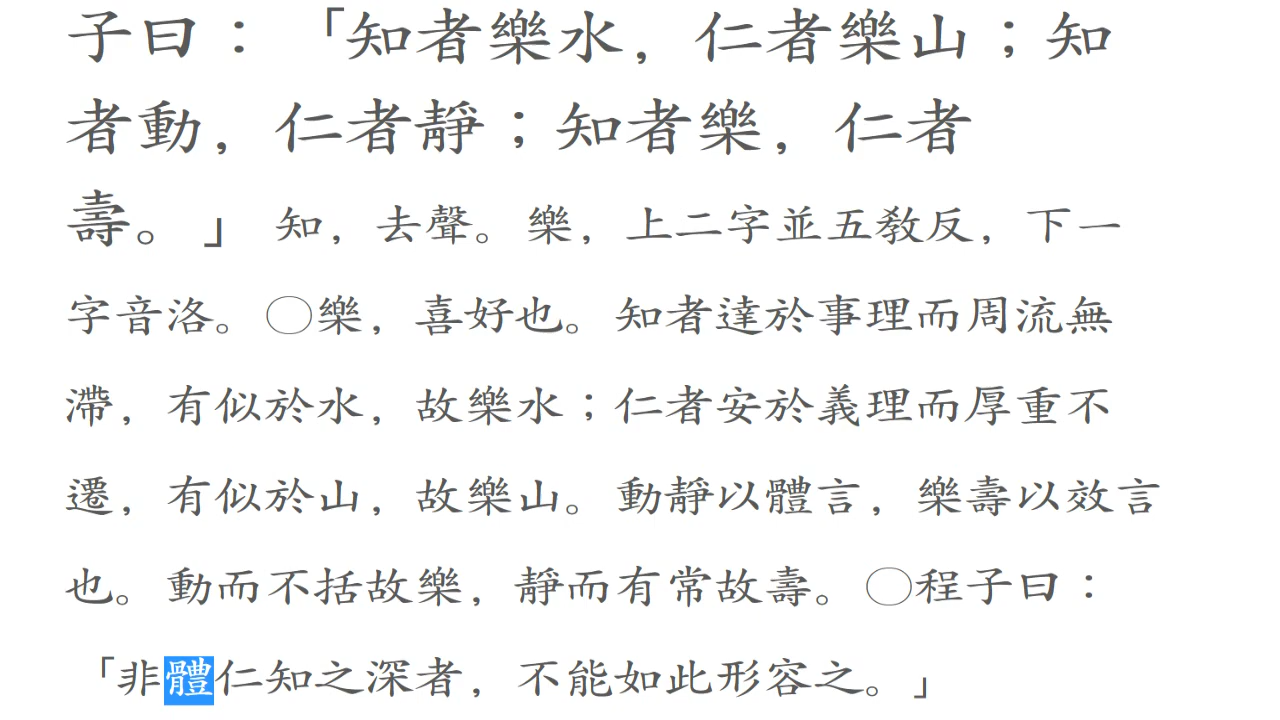 子曰：「知者樂水，仁者樂山；知
者動，仁者靜；知者樂，仁者
壽。」知，去聲。樂，上二字並五敎反，下一
字音洛。◯樂，喜好也。知者達於事理而周流無
滯，有似於水，故樂水；仁者安於義理而厚重不
遷，有似於山，故樂山。動靜以體言，樂壽以效言
也。動而不括故樂，靜而有常故壽。◯程子曰：
「非體仁知之深者，不能如此形容之。」